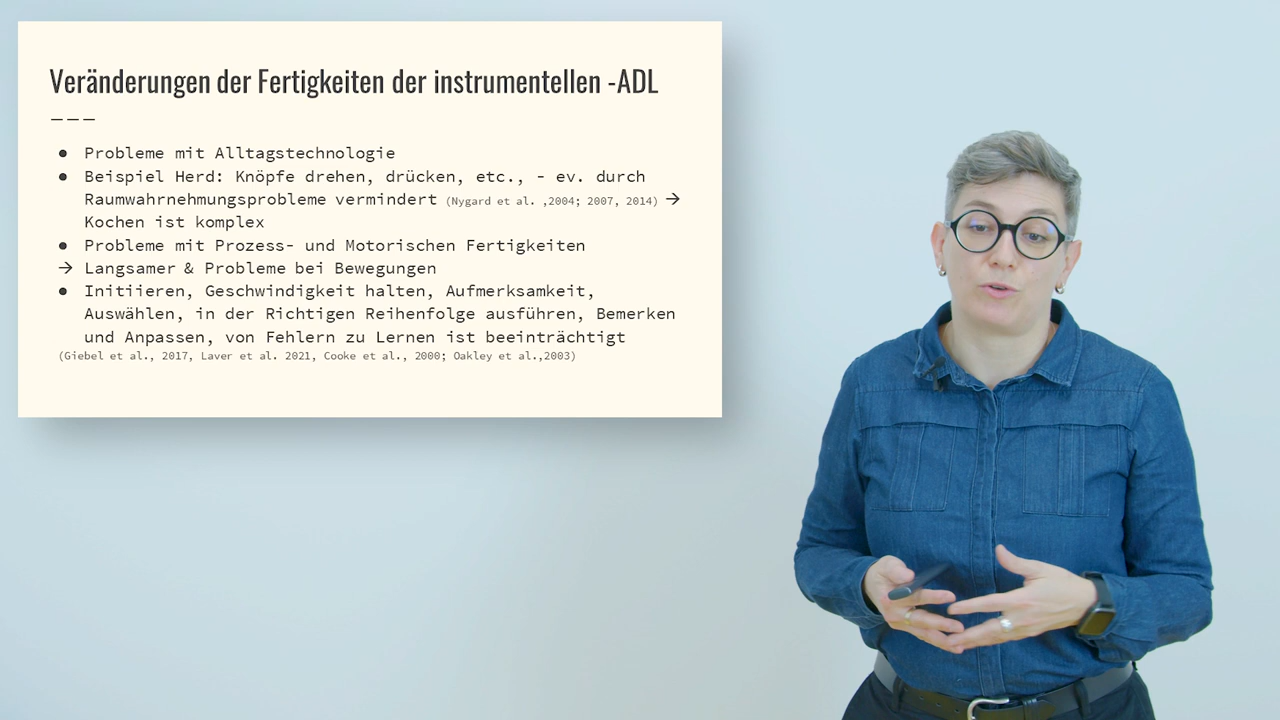 Veränderungen der Fertigkeiten der instrumentellen -ADL
———
● Probleme mit Alltagstechnologie
● Beispiel Herd: Knöpfe drehen, drücken, etc., - ev. durch
Raumwahrnehmungsprobleme vermindert (Nygard et al. ,2004; 2007, 2014) →
Kochen ist komplex
● Probleme mit Prozess- und Motorischen Fertigkeiten
→ Langsamer & Probleme bei Bewegungen
● Initiieren, Geschwindigkeit halten, Aufmerksamkeit,
Auswählen, in der Richtigen Reihenfolge ausführen, Bemerken
und Anpassen, von Fehlern zu Lernen ist beeinträchtigt
(Giebel et al., 2017, Laver et al. 2021, Cooke et al., 2000; Oakley et al.,2003)